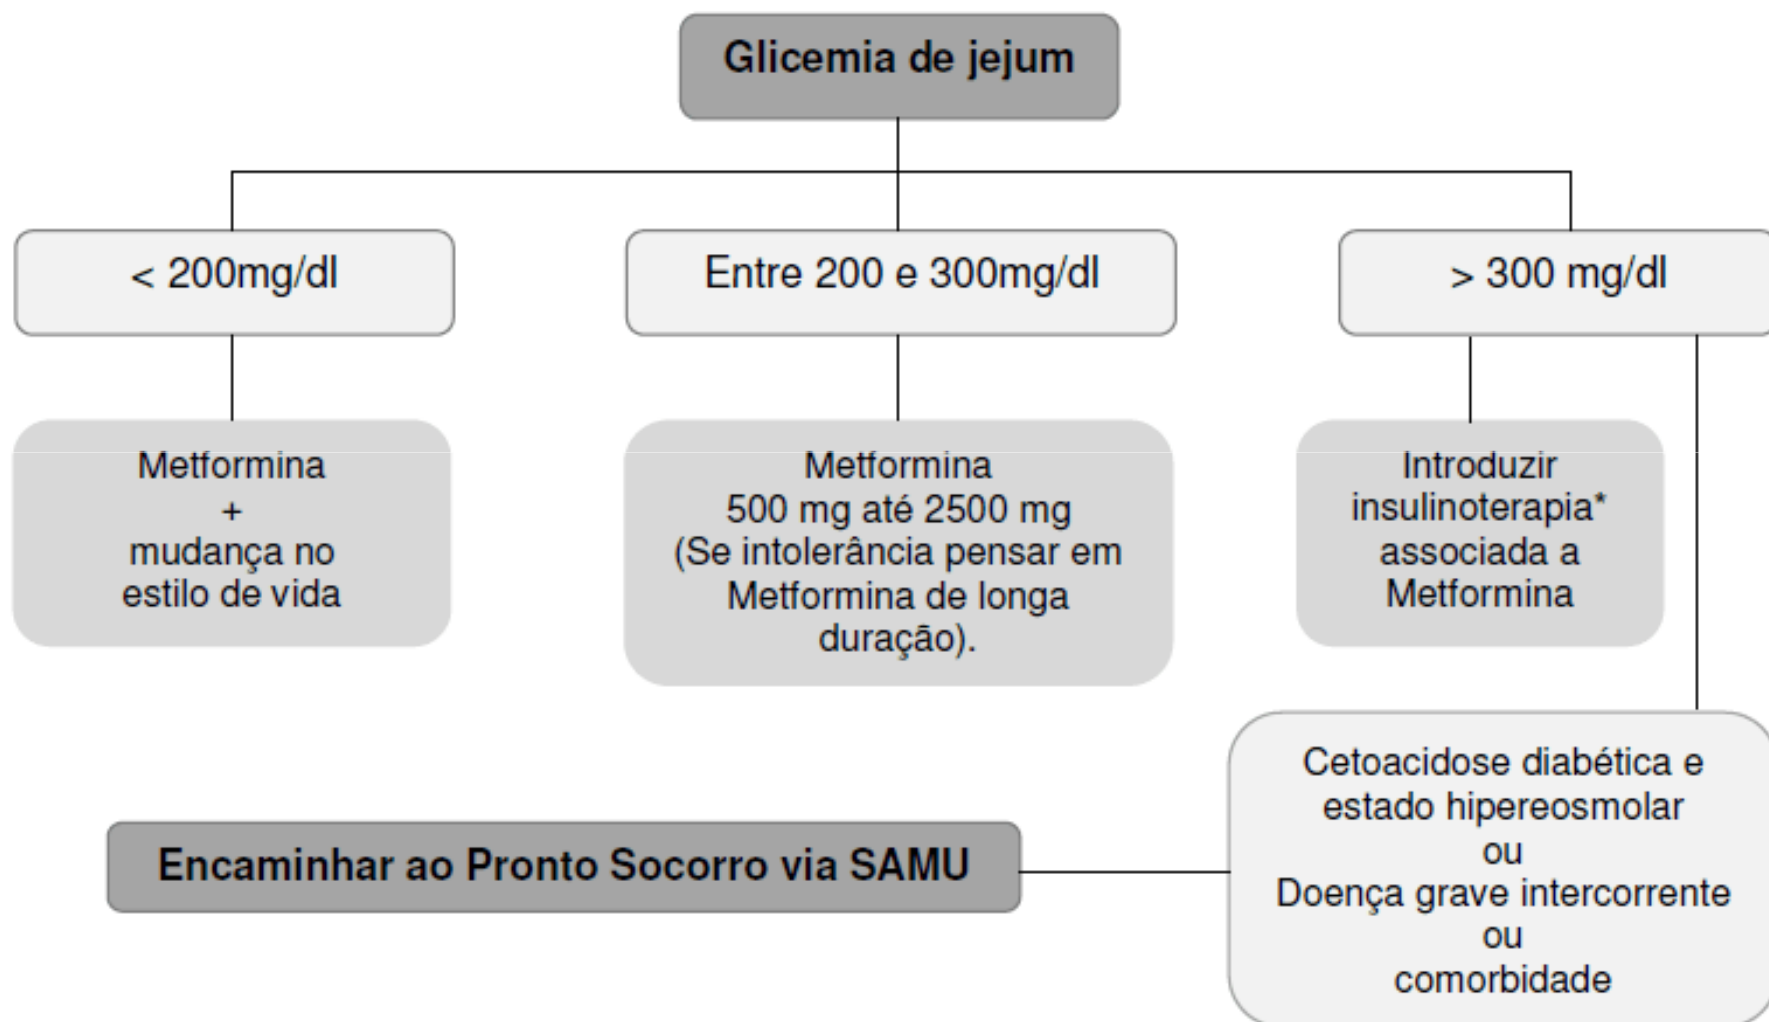 Glicemia de jejum
< 200mg/dl
Entre 200 e 300mg/dl
> 300 mg/dl
Metformina
+
mudança no
estilo de vida
Metformina
500 mg até 2500 mg
(Se intolerância pensar em
Metformina de longa
duração).
Introduzir
insulinoterapia*
associada a
Metformina
Cetoacidose diabética e
estado hipereosmolar
ou
Doença grave intercorrente
ou
comorbidade
Encaminhar ao Pronto Socorro via SAMU